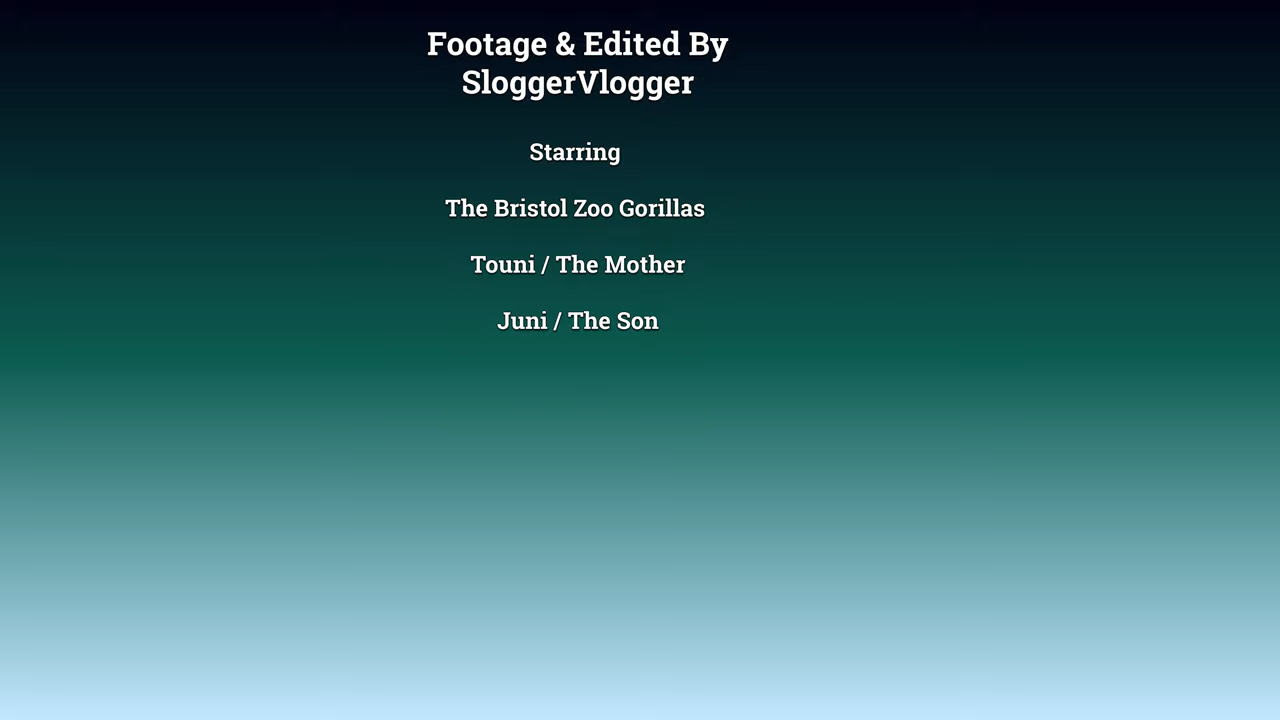 Footage & Edited By
SloggerVlogger
Starring
The Bristol Zoo Gorillas
Touni / The Mother
Juni / The Son